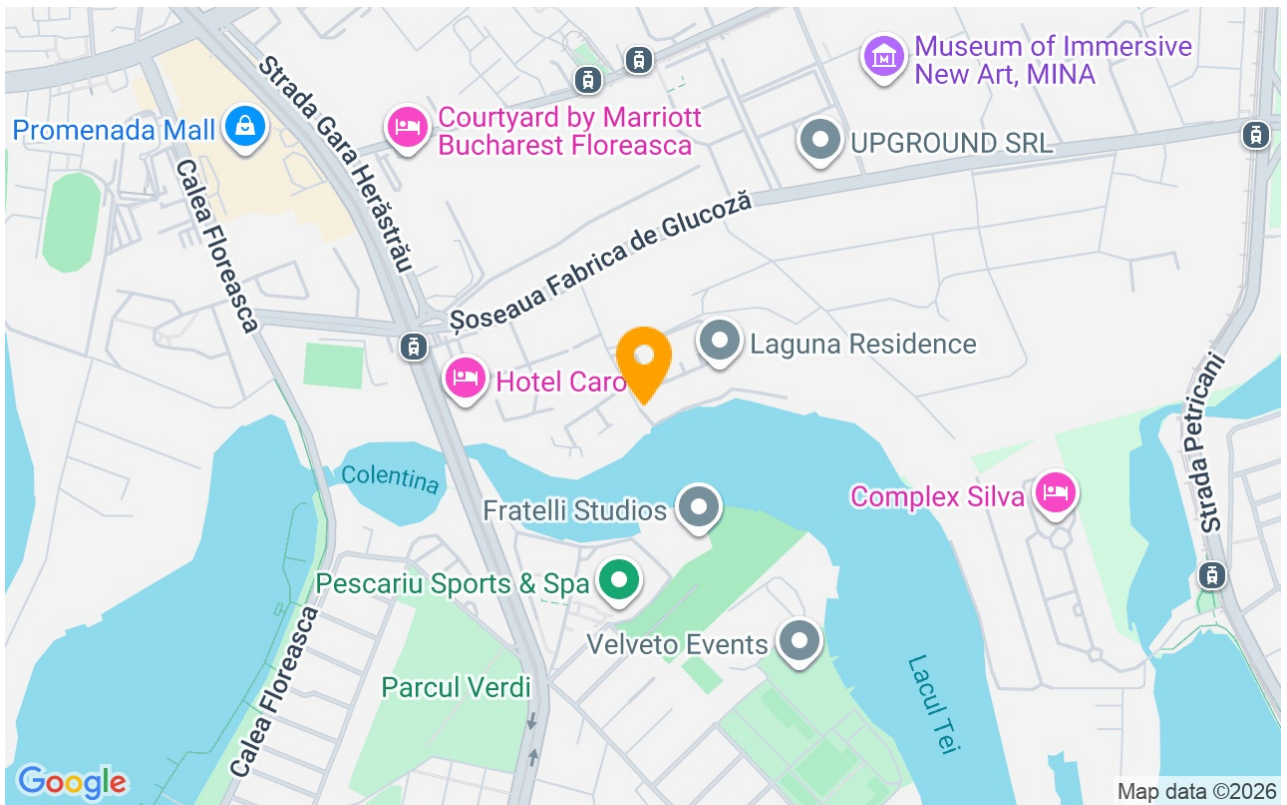 Museum of Immersive
New Art, MINA
Strada Gara Herăstrău
Promenada Mall
Courtyard by Marriott
Bucharest Floreasca
UPGROUND SRL
Calea Floreasca
Șoseaua Fabrica de Glucoză
Laguna Residence
Hotel Caro
Strada Petricani
Colentina
Complex Silva
Fratelli Studios
Pescariu Sports & Spa
Velveto Events
Calea Floreasca
Parcul Verdi
Lacul Tei
Google
Map data ©2026